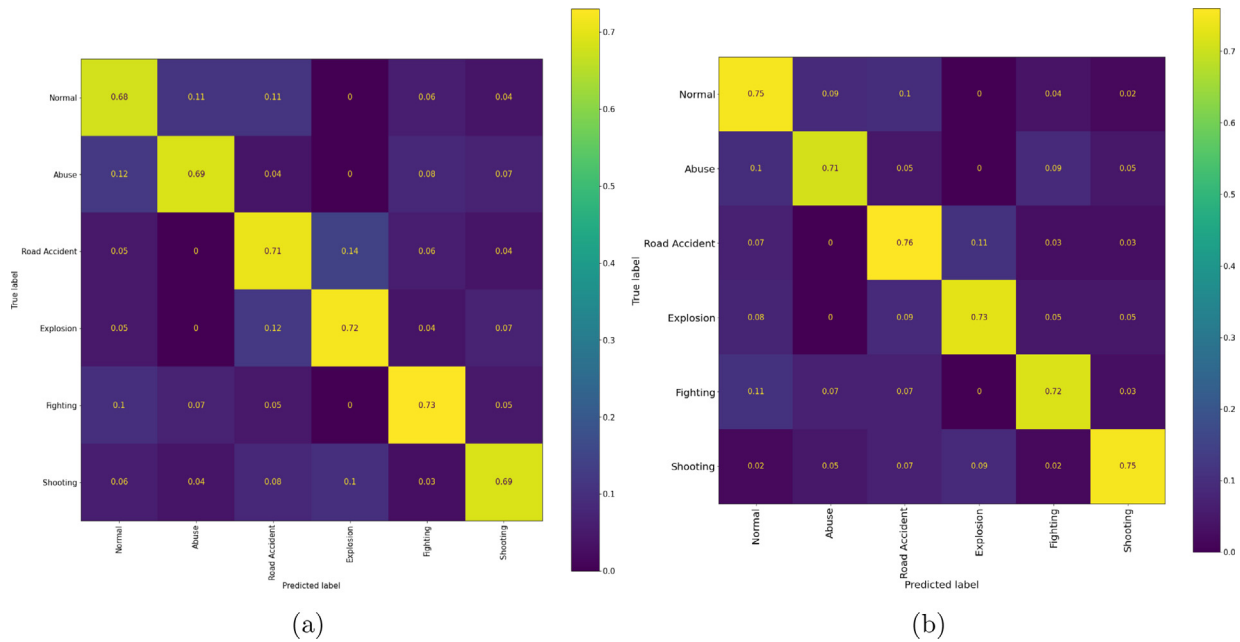 True label
Normal 0.68 0.11 0.11 0 0.06 0.04
Abuse 0.12 0.69 0.04 0 0.08 0.07
Road Accident 0.05 0 0.71 0.14 0.06 0.04
Explosion 0.05 0 0.12 0.72 0.04 0.07
Fighting 0.1 0.07 0.05 0 0.73 0.05
Shooting 0.06 0.04 0.08 0.1 0.03 0.69
Normal Abuse Road Accident Explosion Fighting Shooting
Predicted label
0.7
0.6
0.5
0.4
0.3
0.2
0.1
0.0
(a)
True label
Normal 0.75 0.09 0.1 0 0.04 0.02
Abuse 0.1 0.71 0.05 0 0.09 0.05
Road Accident 0.07 0 0.76 0.11 0.03 0.03
Explosion 0.08 0 0.09 0.73 0.05 0.05
Fighting 0.11 0.07 0.07 0 0.72 0.03
Shooting 0.02 0.05 0.07 0.09 0.02 0.75
Normal Abuse Road Accident Explosion Fighting Shooting
Predicted label
0.7
0.6
0.5
0.4
0.3
0.2
0.1
0.0
(b)